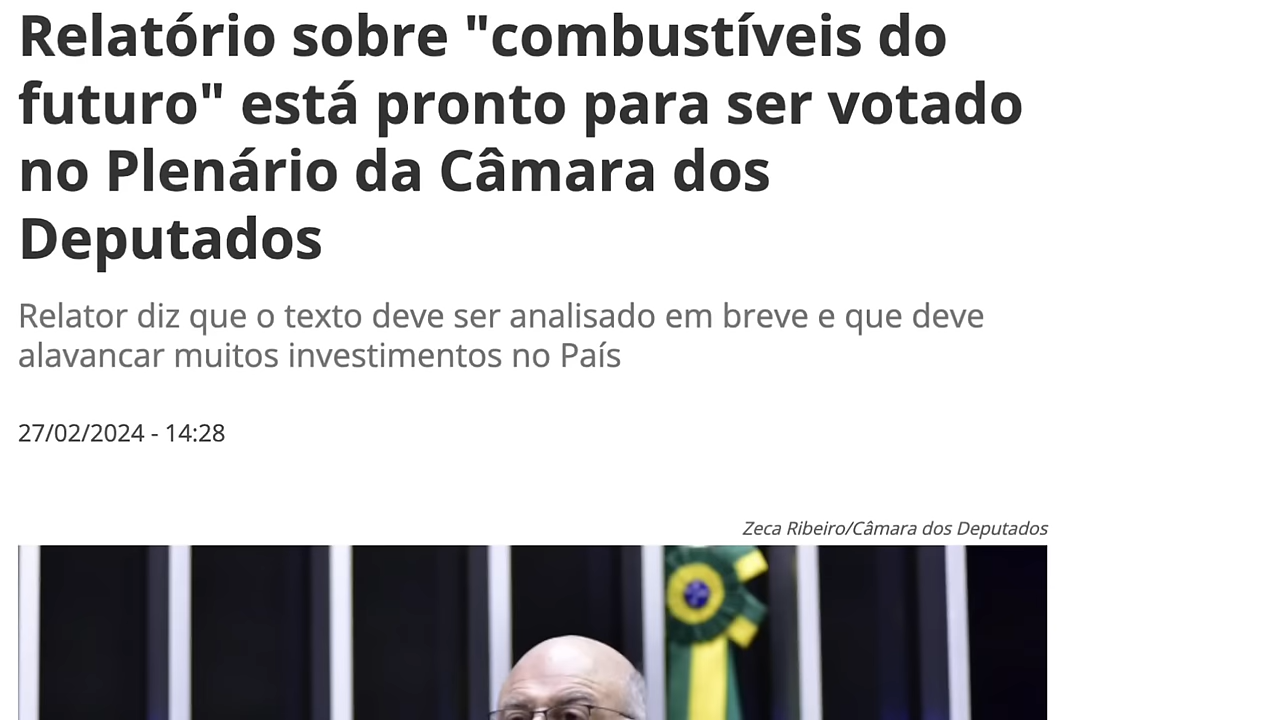 Relatório sobre "combustíveis do
futuro" está pronto para ser votado
no Plenário da Câmara dos
Deputados
Relator diz que o texto deve ser analisado em breve e que deve
alavancar muitos investimentos no País
27/02/2024 - 14:28
Zeca Ribeiro/Câmara dos Deputados